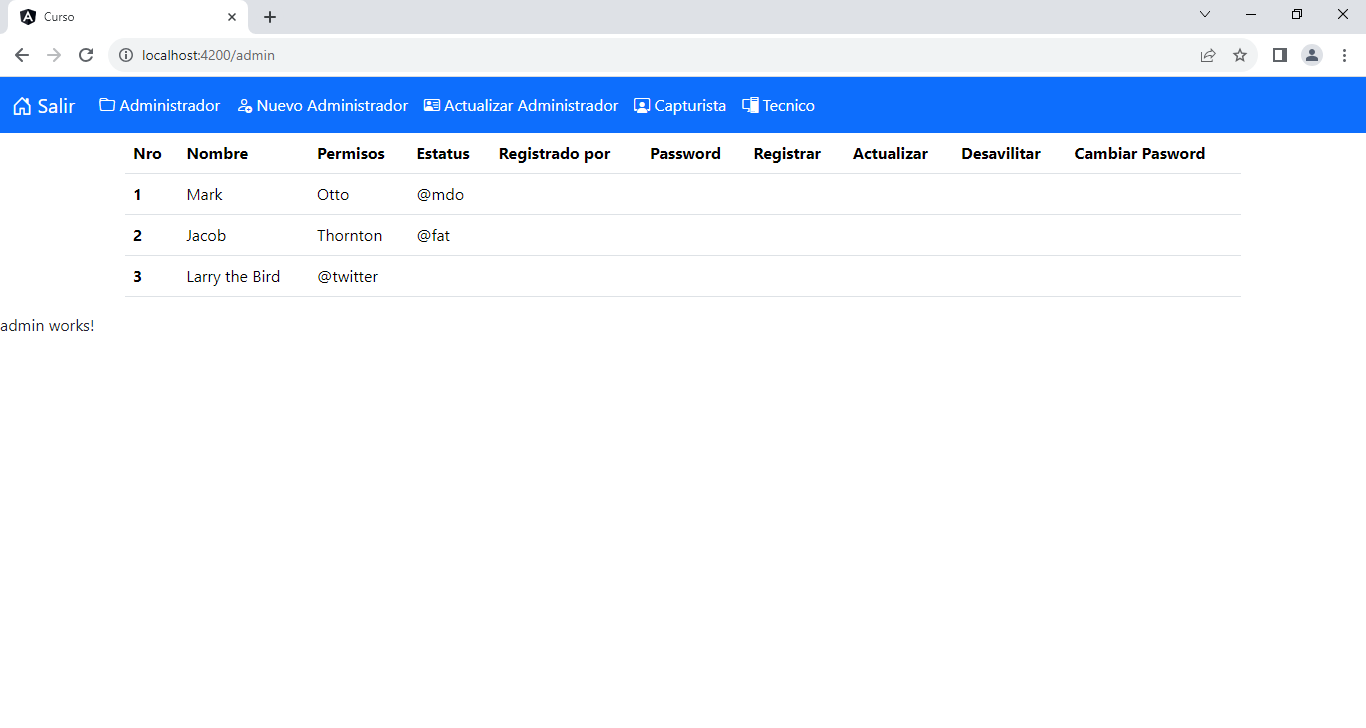 Curso
localhost:4200/admin
Salir Administrador Nuevo Administrador Actualizar Administrador Capturista Tecnico
Nro Nombre Permisos Estatus Registrado por Password Registrar Actualizar Desavilitar Cambiar Pasword
1 Mark Otto @mdo
2 Jacob Thornton @fat
3 Larry the Bird @twitter
admin works!